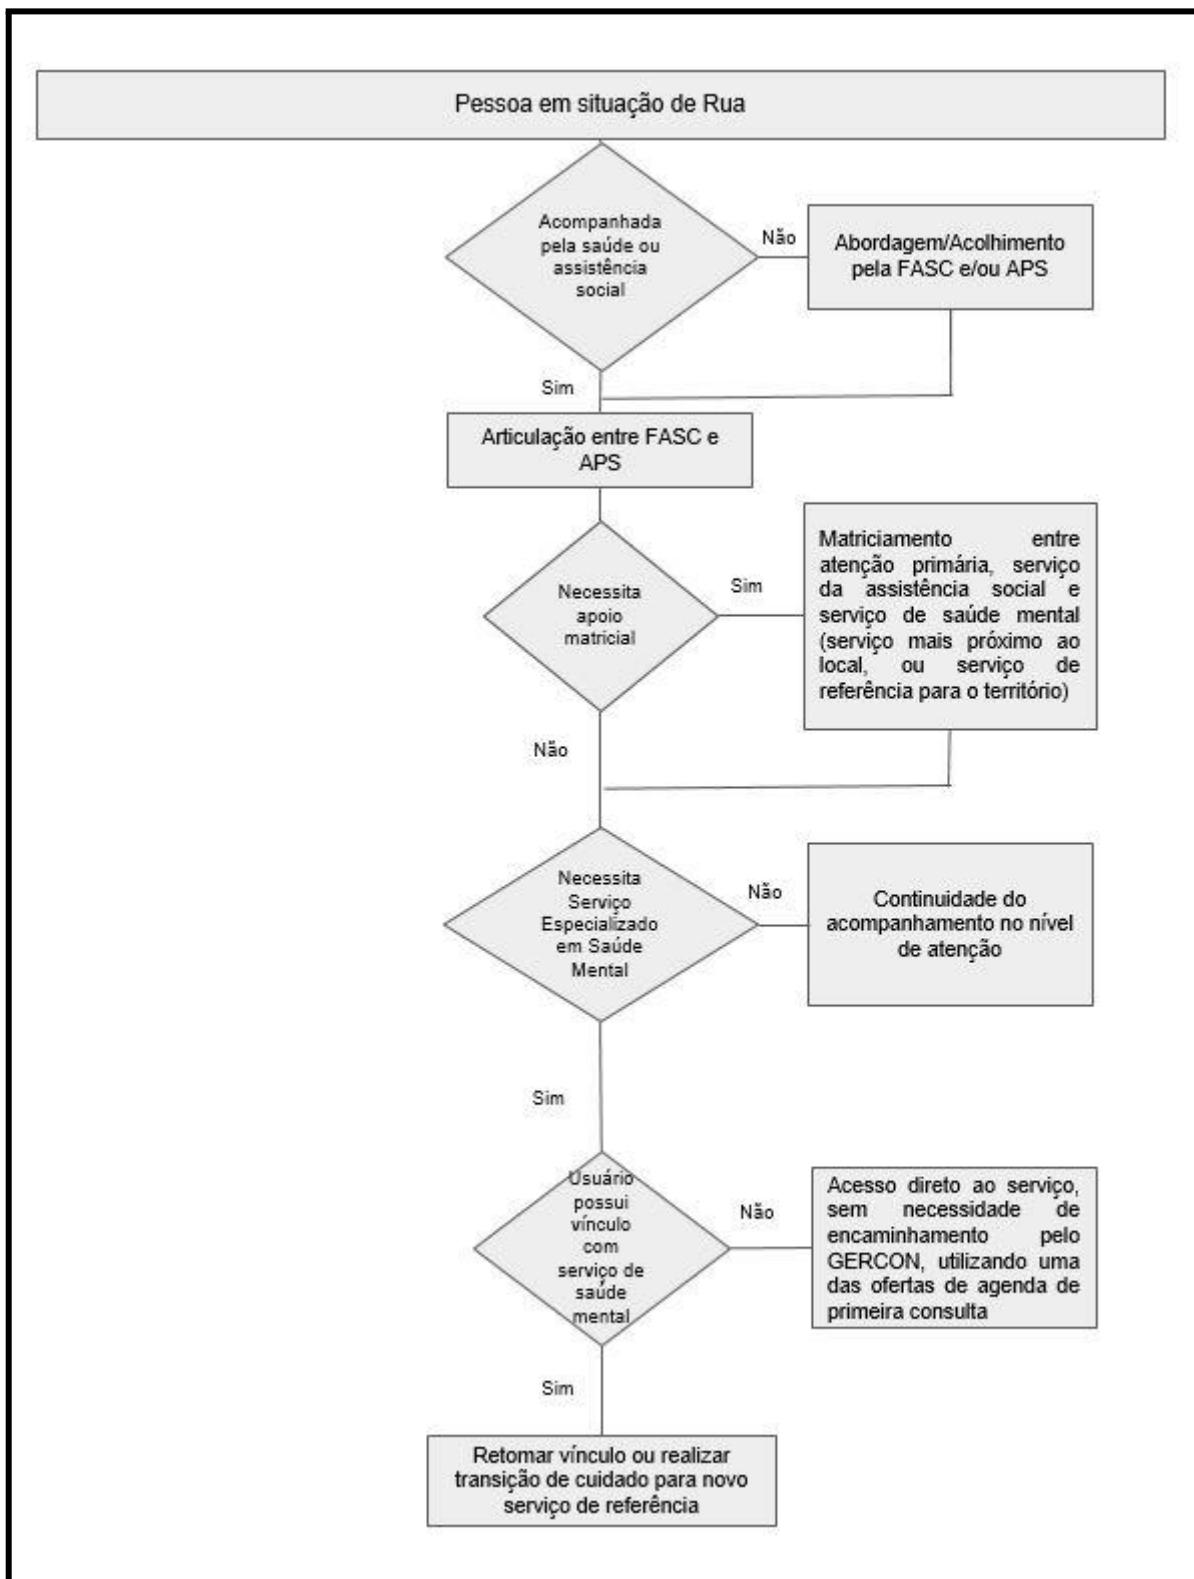 Pessoa em situação de Rua
Acompanhada
pela saúde ou
assistência
social
Não
Abordagem/Acolhimento
pela FASC e/ou APS
Sim
Articulação entre FASC e
APS
Necessita
apoio
matricial
Sim
Matriciamento entre
atenção primária, serviço
da assistência social e
serviço de saúde mental
(serviço mais próximo ao
local, ou serviço de
referência para o território)
Não
Necessita
Serviço
Especializado
em Saúde
Mental
Não
Continuidade do
acompanhamento no nível
de atenção
Sim
Usuário
possui
vínculo
com
serviço de
saúde
mental
Não
Acesso direto ao serviço,
sem necessidade de
encaminhamento pelo
GERCON, utilizando uma
das ofertas de agenda de
primeira consulta
Sim
Retomar vínculo ou realizar
transição de cuidado para novo
serviço de referência